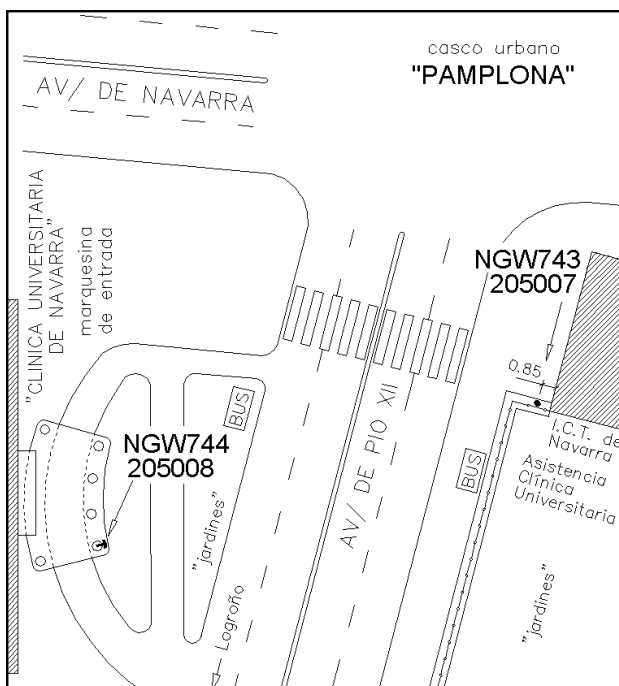 casco urbano
"PAMPLONA"
AV/ DE NAVARRA
"CLINICA UNIVERSITARIA
DE NAVARRA"
marquesina
de entrada
NGW743
205007
0.85
BUS
AV/ DE PIO XII
BUS
I.C.T. de
Navarra
Asistencia
Clínica
Universitaria
NGW744
205008
"jardines"
"jardines"
Logroño